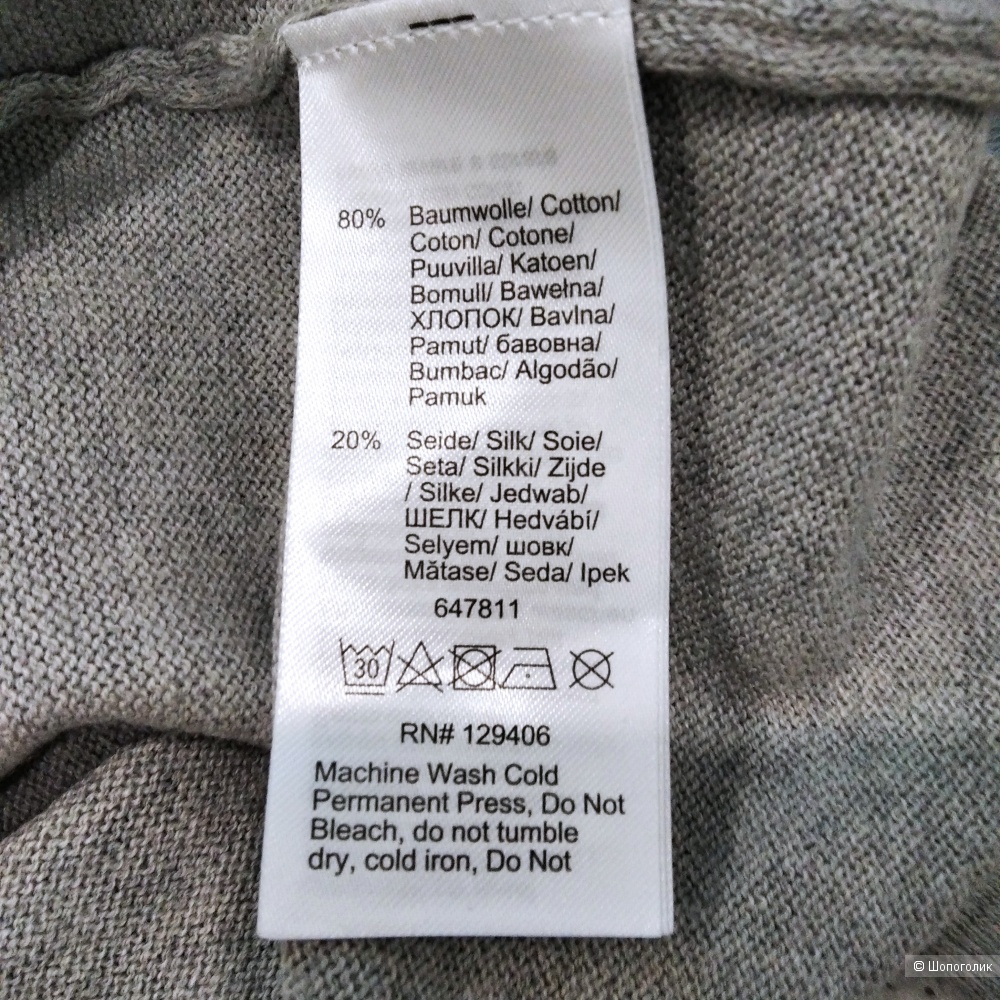 80% Baumwolle/ Cotton/
Coton/ Cotone/
Puuvilla/ Katoen/
Bomull/ Bawełna/
ХЛОПОК/ Bavlna/
Pamut/ бавовна/
Bumbac/ Algodão/
Pamuk
20% Seide/ Silk/ Soie/
Seta/ Silkki/ Zijde
/ Silke/ Jedwab/
ШЕЛК/ Hedvábí/
Selyem/ шовк/
Mătase/ Seda/ Ipek
647811
30
RN# 129406
Machine Wash Cold
Permanent Press, Do Not
Bleach, do not tumble
dry, cold iron, Do Not
© Шопоголик